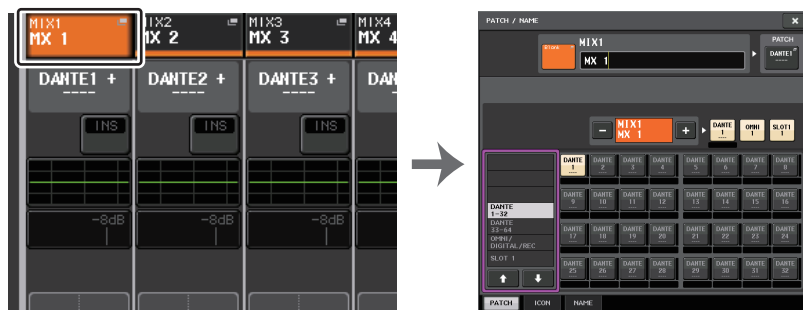 MIX1 MIX2 MIX3 MIX4
MX 1 MX 2 MX 3 MX 4
DANTE1 + DANTE2 + DANTE3 + DAN
---- ---- ----
INS INS INS
-8dB -8dB -8dB
PATCH / NAME
Blank MIX1 PATCH
MX 1 DANTE1
----
MIX1
− MX 1 +
DANTE 1 ---- OMNI 1 SLOT1 1
DANTE 1 ---- DANTE 2 ---- DANTE 3 ---- DANTE 4 ---- DANTE 5 ---- DANTE 6 ---- DANTE 7 ---- DANTE 8 ----
DANTE 9 ---- DANTE 10 ---- DANTE 11 ---- DANTE 12 ---- DANTE 13 ---- DANTE 14 ---- DANTE 15 ---- DANTE 16 ----
DANTE 17 ---- DANTE 18 ---- DANTE 19 ---- DANTE 20 ---- DANTE 21 ---- DANTE 22 ---- DANTE 23 ---- DANTE 24 ----
DANTE 25 ---- DANTE 26 ---- DANTE 27 ---- DANTE 28 ---- DANTE 29 ---- DANTE 30 ---- DANTE 31 ---- DANTE 32 ----
DANTE
1-32
DANTE
33-64
OMNI/
DIGITAL/REC
SLOT 1
PATCH ICON NAME